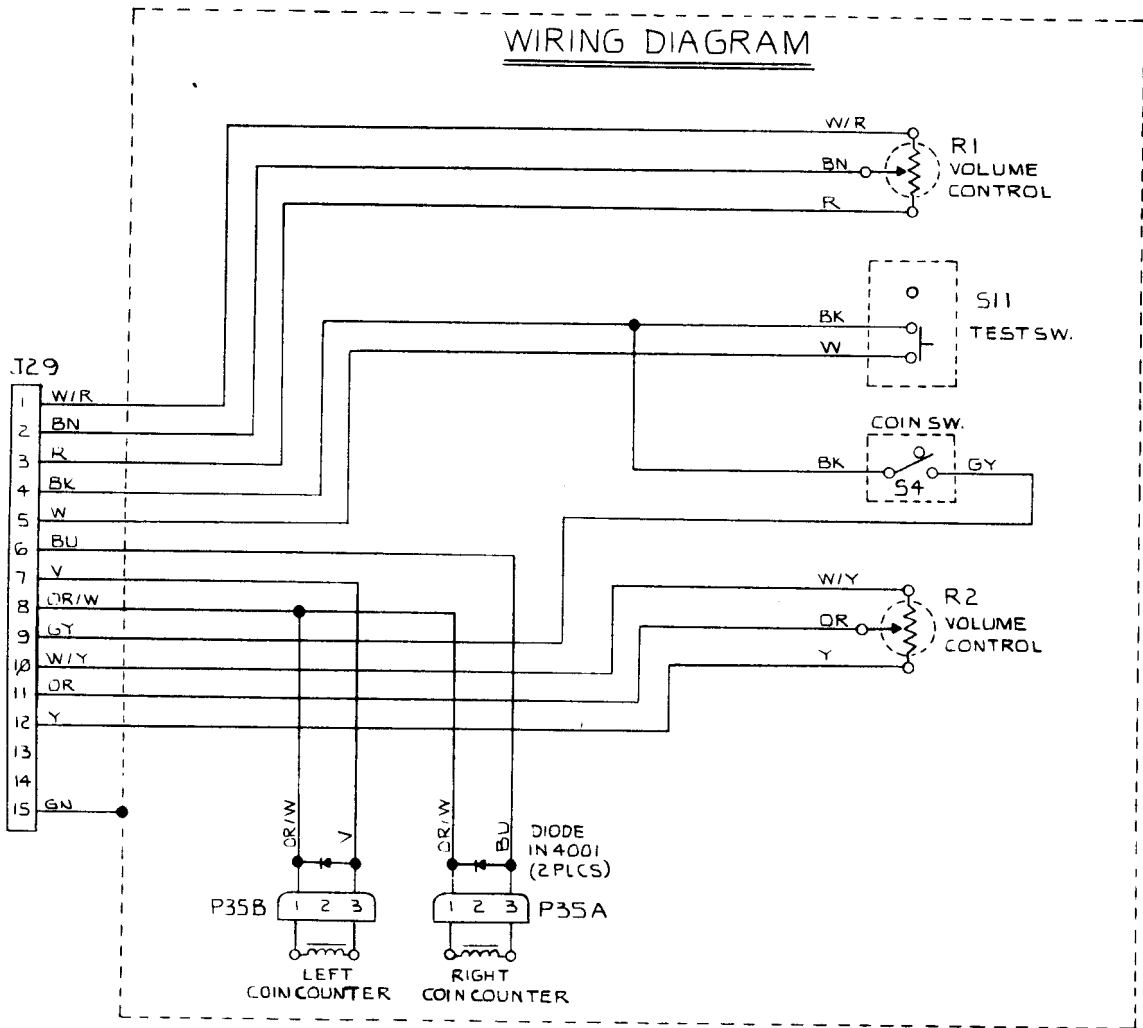 WIRING DIAGRAM
W/R
R1
BN
VOLUME
CONTROL
R
S11
BK
TEST SW.
W
J29
1 W/R
2 BN
3 R
4 BK
5 W
6 BU
7 V
8 OR/W
9 GY
10 W/Y
11 OR
12 Y
13
14
15 GN
COIN SW.
BK
GY
S4
W/Y
R2
OR
VOLUME
CONTROL
Y
OR/W
V
OR/W
BU
DIODE
IN4001
(2PLCS)
P35B
1 2 3
1 2 3
P35A
LEFT
COIN COUNTER
RIGHT
COIN COUNTER